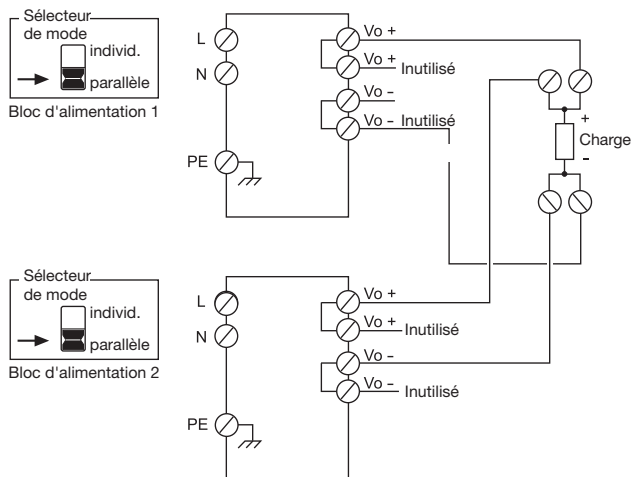 Sélecteur
de mode
individ.
parallèle
Bloc d'alimentation 1
L
N
PE
Vo +
Vo + Inutilisé
Vo –
Vo – Inutilisé
+
Charge
-
Sélecteur
de mode
individ.
parallèle
Bloc d'alimentation 2
L
N
PE
Vo +
Vo + Inutilisé
Vo –
Vo – Inutilisé